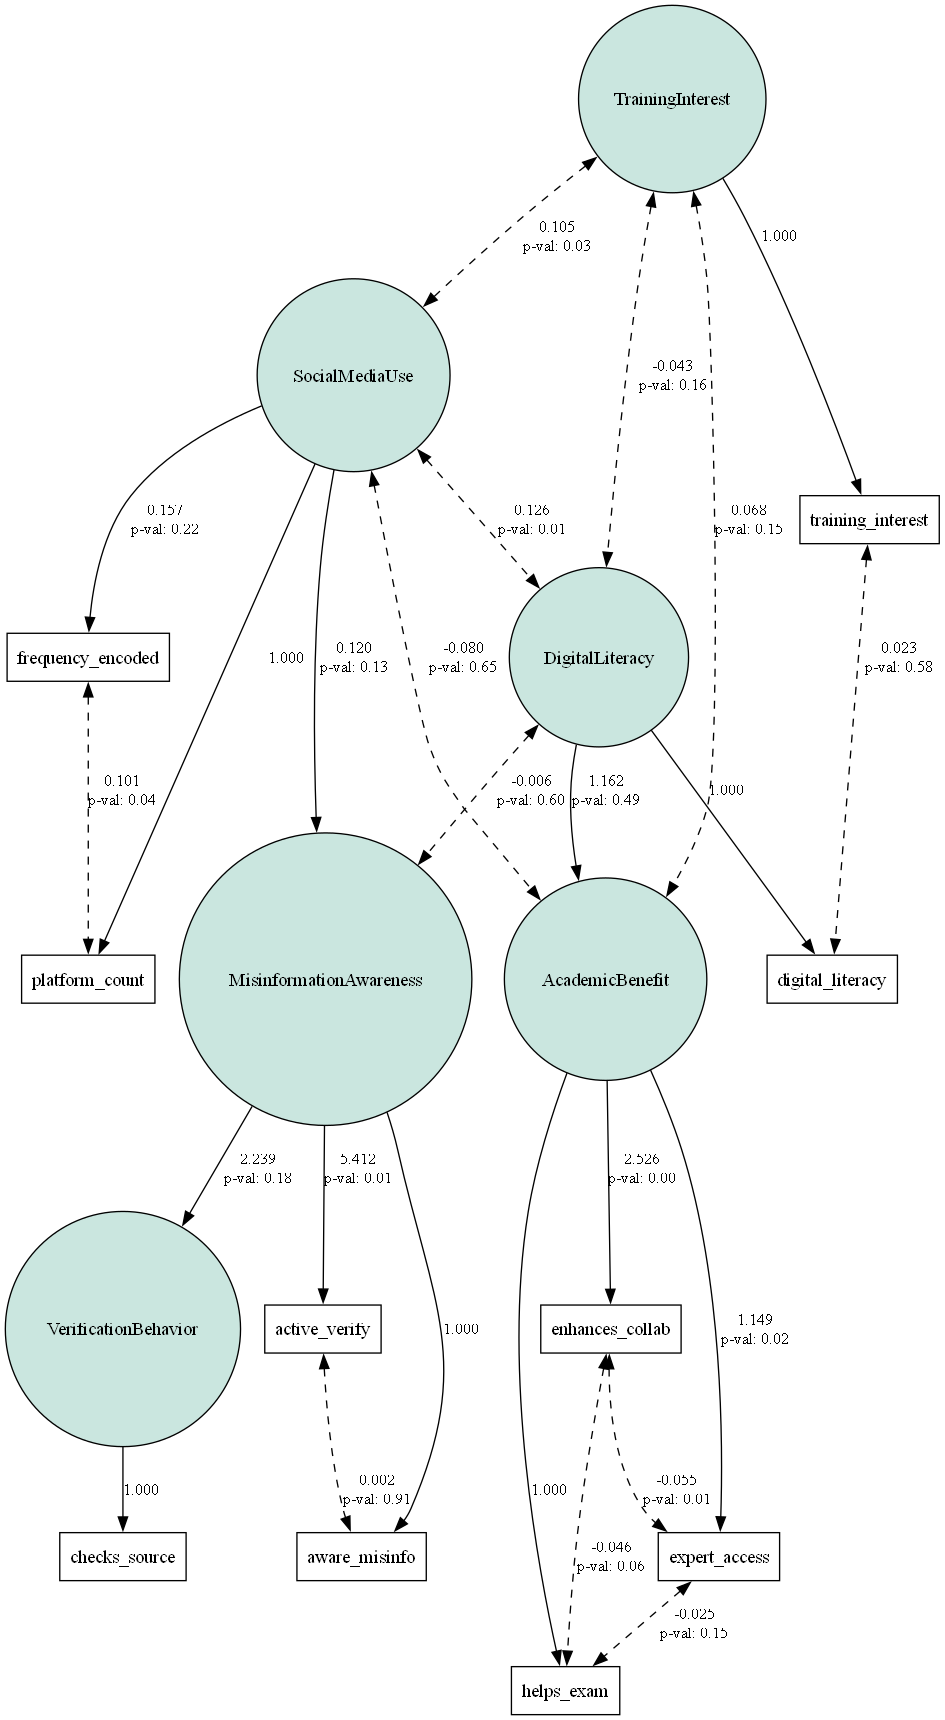 TrainingInterest
0.105
p-val: 0.03
1.000
SocialMediaUse
-0.043
p-val: 0.16
0.157
p-val: 0.22
0.126
p-val: 0.01
0.068
p-val: 0.15
training_interest
frequency_encoded
1.000
0.120
p-val: 0.13
-0.080
p-val: 0.65
DigitalLiteracy
0.023
p-val: 0.58
0.101
p-val: 0.04
-0.006
p-val: 0.60
1.162
p-val: 0.49
1.000
platform_count
MisinformationAwareness
AcademicBenefit
digital_literacy
2.239
p-val: 0.18
5.412
p-val: 0.01
2.526
p-val: 0.00
VerificationBehavior
active_verify
1.000
enhances_collab
1.149
p-val: 0.02
1.000
0.002
p-val: 0.91
1.000
-0.055
p-val: 0.01
checks_source
aware_misinfo
-0.046
p-val: 0.06
expert_access
-0.025
p-val: 0.15
helps_exam